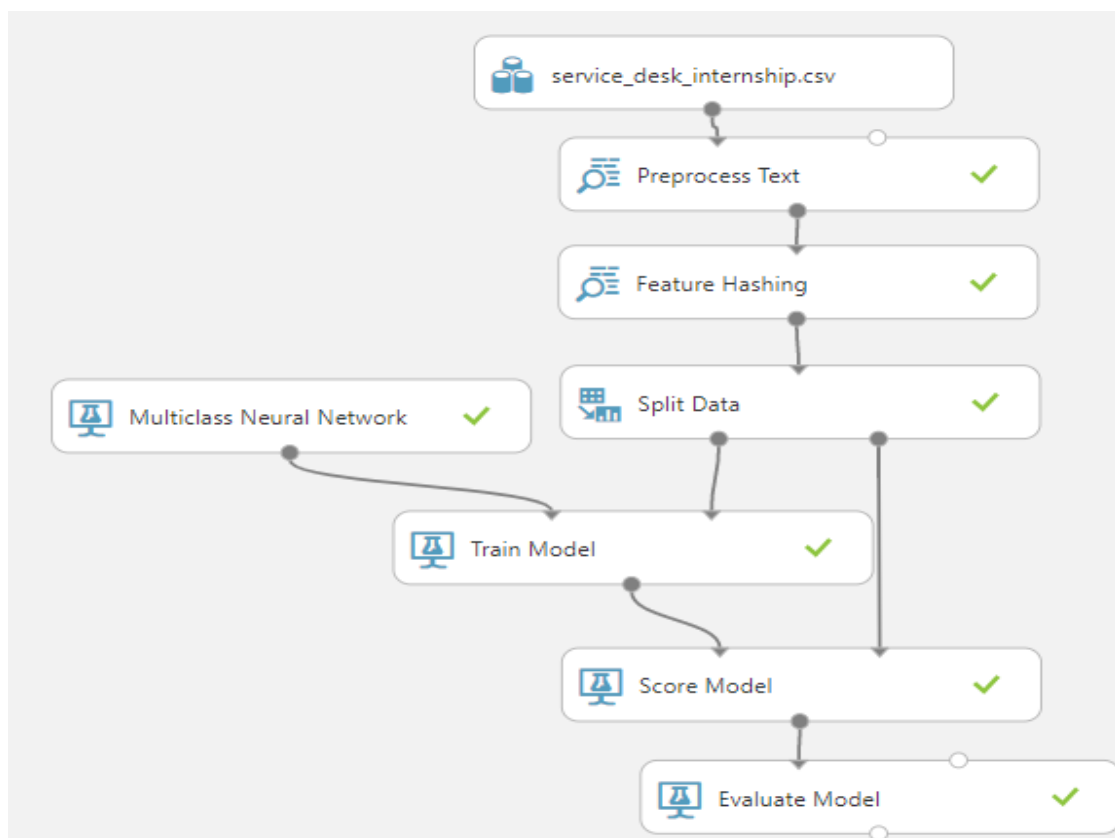 service_desk_internship.csv
Preprocess Text
Feature Hashing
Split Data
Multiclass Neural Network
Train Model
Score Model
Evaluate Model